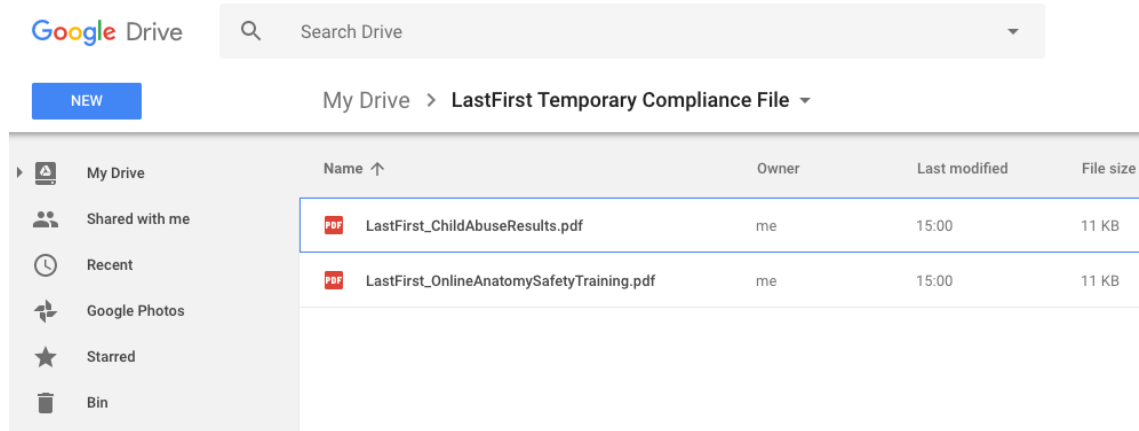 Google Drive Search Drive
NEW My Drive > LastFirst Temporary Compliance File
My Drive Name ↑ Owner Last modified File size
Shared with me PDF LastFirst_ChildAbuseResults.pdf me 15:00 11 KB
Recent PDF LastFirst_OnlineAnatomySafetyTraining.pdf me 15:00 11 KB
Google Photos
Starred
Bin